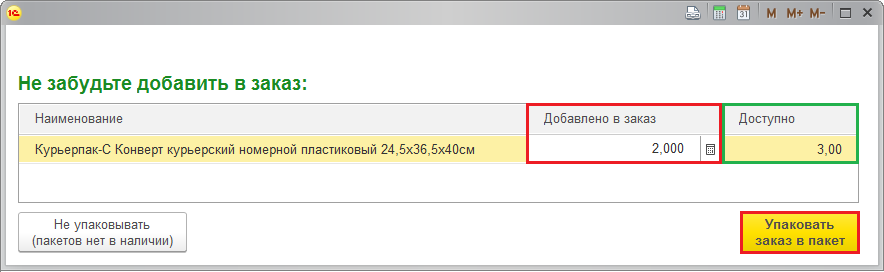 1С
31 М М+ М-
Не забудьте добавить в заказ:
Наименование Добавлено в заказ Доступно
Курьерпак-С Конверт курьерский номерной пластиковый 24,5х36,5х40см 2,000 3,00
Не упаковывать
(пакетов нет в наличии)
Упаковать
заказ в пакет